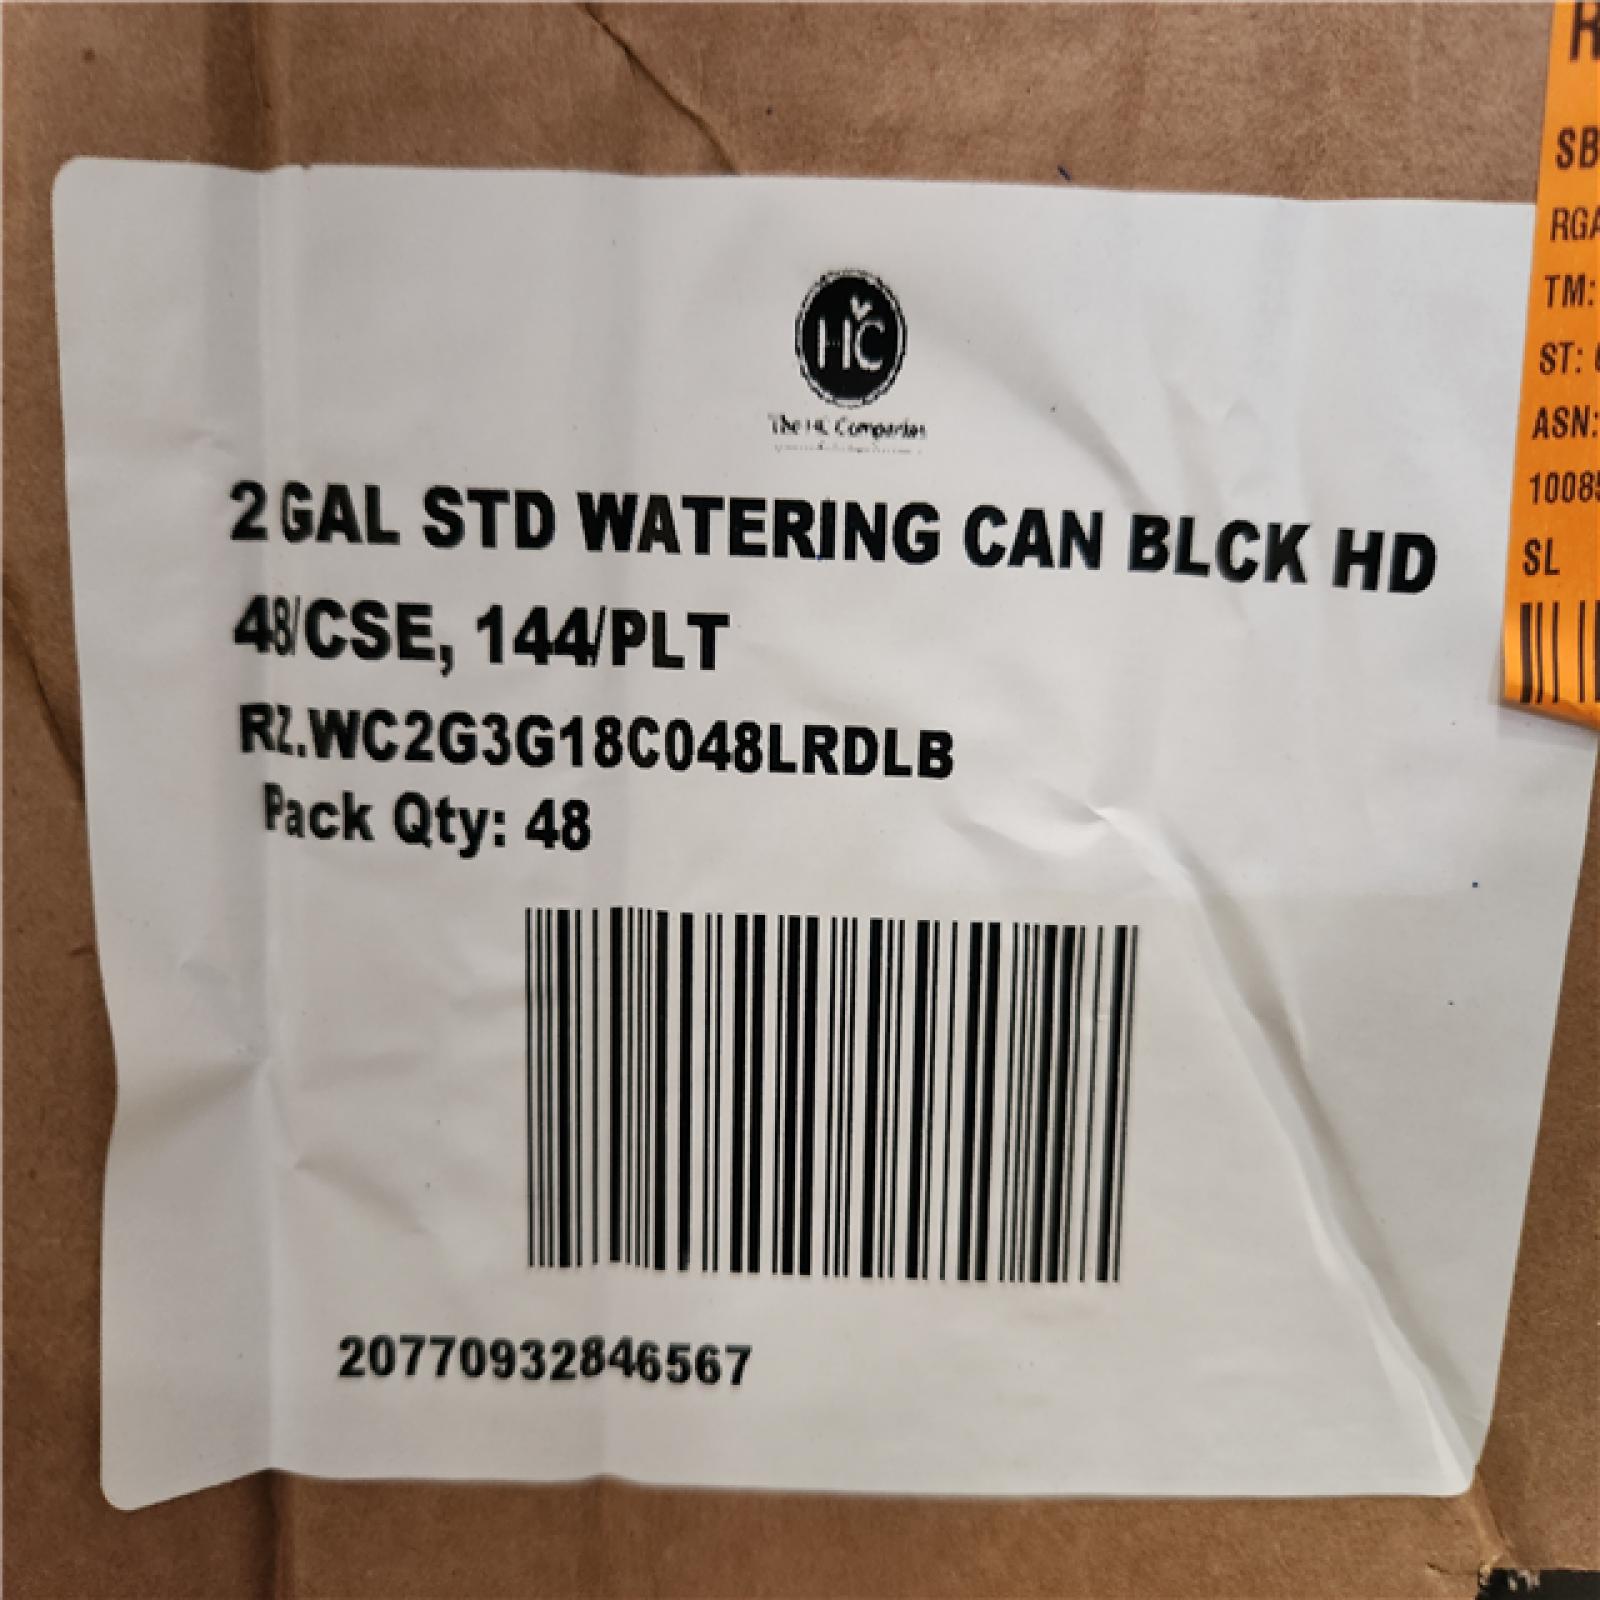 HC
The HC Companies
2 GAL STD WATERING CAN BLCK HD
48/CSE, 144/PLT
RZ.WC2G3G18C048LRDLB
Pack Qty: 48
20770932846567
R
SB
RGA
TM:
ST:
ASN:
10085
SL